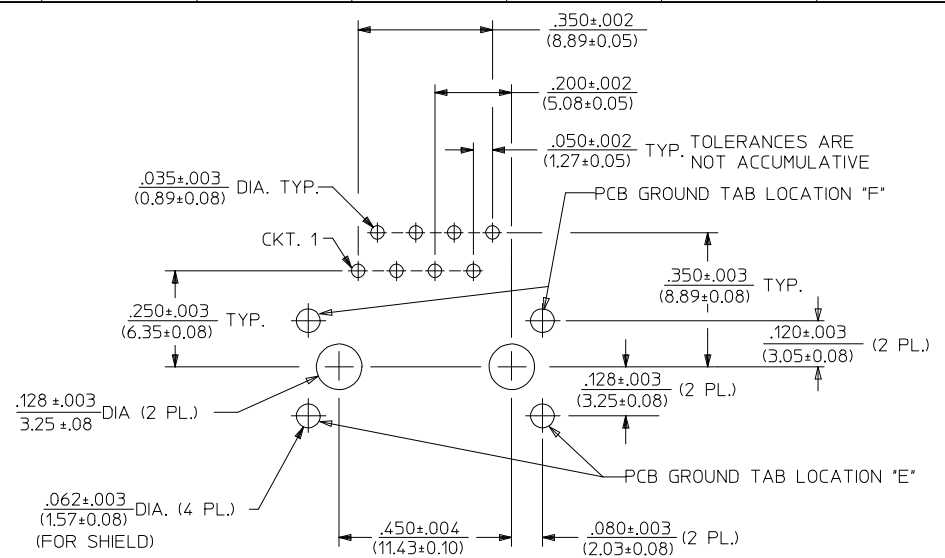 .350±.002
(8.89±0.05)
.200±.002
(5.08±0.05)
.050±.002
(1.27±0.05)
TYP. TOLERANCES ARE
NOT ACCUMULATIVE
.035±.003
(0.89±0.08)
DIA. TYP.
PCB GROUND TAB LOCATION "F"
CKT. 1
.350±.003
(8.89±0.08)
TYP.
.250±.003
(6.35±0.08)
TYP.
.120±.003
(3.05±0.08)
(2 PL.)
.128±.003
(3.25±0.08)
(2 PL.)
.128 ±.003
3.25 ±.08
DIA (2 PL.)
PCB GROUND TAB LOCATION "E"
.062±.003
(1.57±0.08)
DIA. (4 PL.)
(FOR SHIELD)
.450±.004
(11.43±0.10)
.080±.003
(2.03±0.08)
(2 PL.)